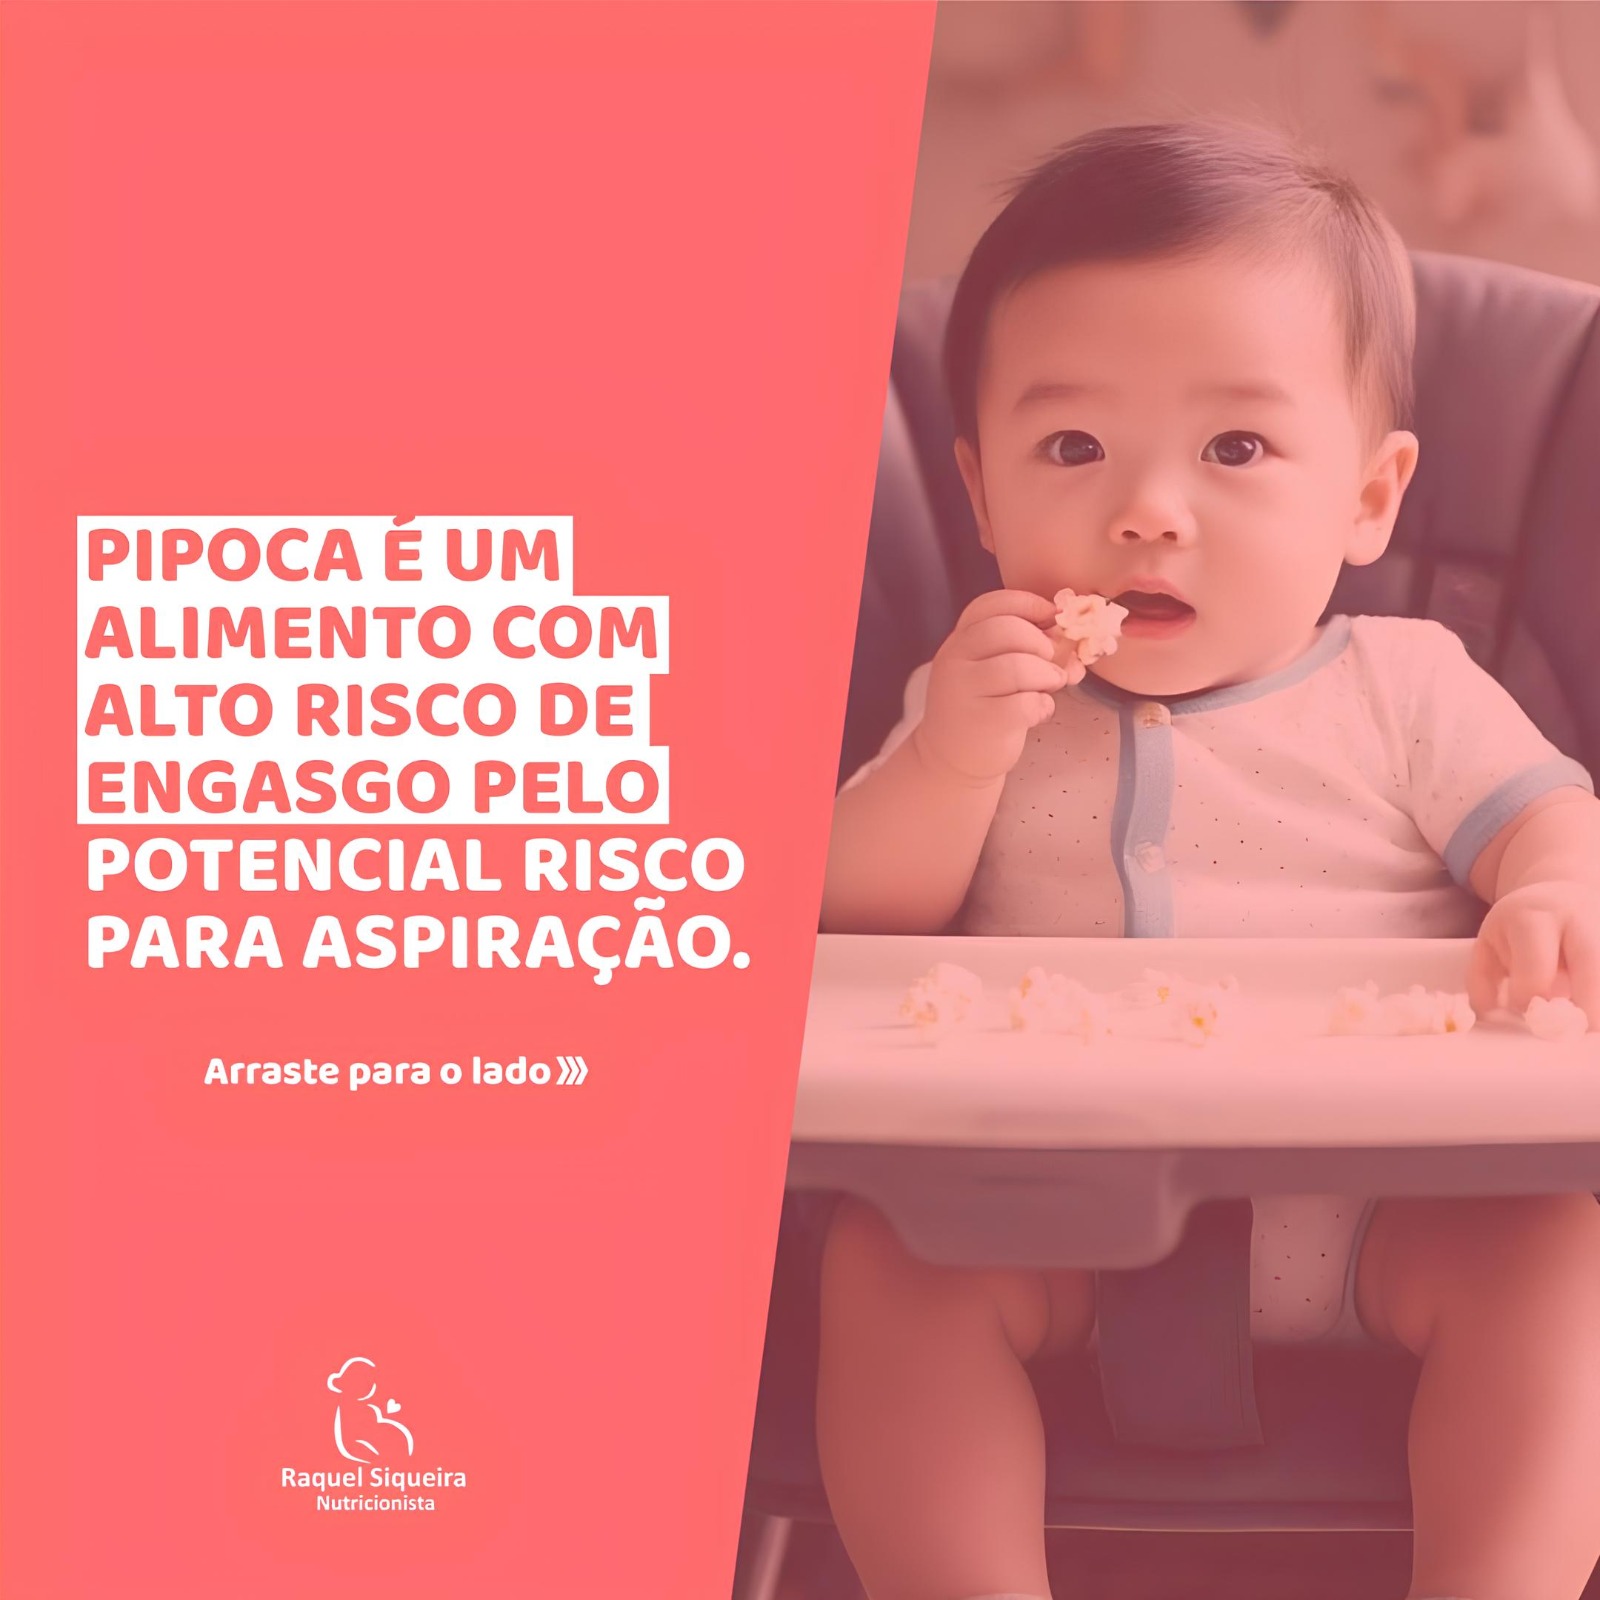 PIPOCA É UM
ALIMENTO COM
ALTO RISCO DE
ENGASGO PELO
POTENCIAL RISCO
PARA ASPIRAÇÃO.
Arraste para o lado
Raquel Siqueira
Nutricionista